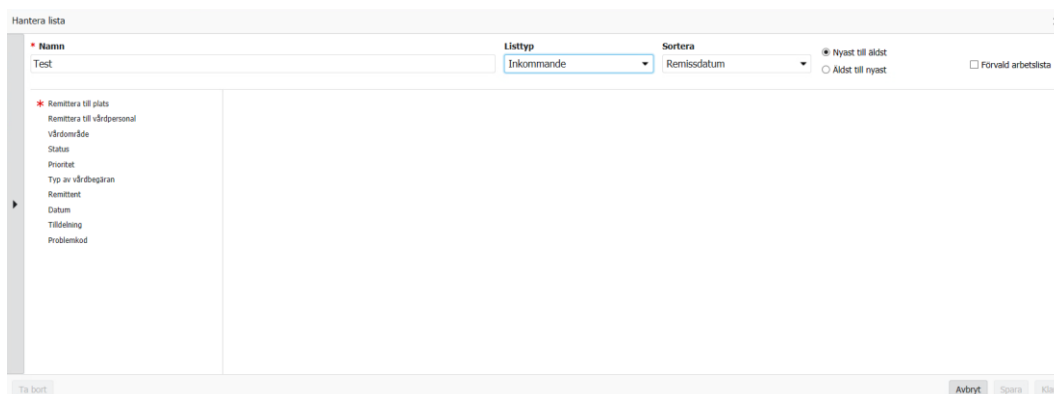 Hantera lista
* Namn
Listtyp
Sortera
Test
Inkommande
Remissdatum
Nyast till äldst
Äldst till nyast
Förvald arbetslista
* Remittera till plats
Remittera till vårdpersonal
Vårdområde
Status
Prioritet
Typ av vårdbegäran
Remittent
Datum
Tilldelning
Problemkod
Ta bort
Avbryt
Spara